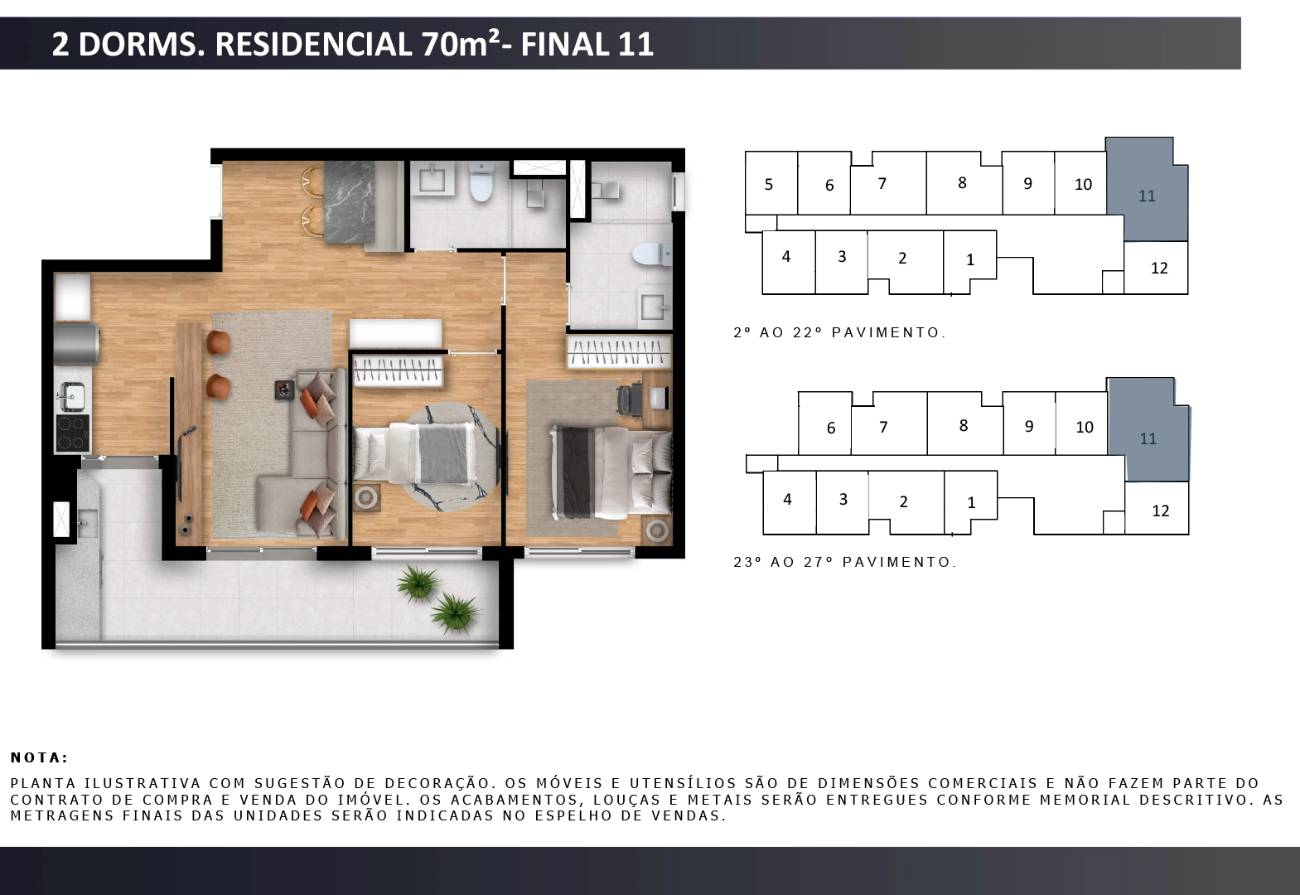 2 DORMS. RESIDENCIAL 70m²- FINAL 11
5 6 7 8 9 10 11
4 3 2 1 12
2º AO 22º PAVIMENTO.
6 7 8 9 10 11
4 3 2 1 12
23º AO 27º PAVIMENTO.
NOTA:
PLANTA ILUSTRATIVA COM SUGESTÃO DE DECORAÇÃO. OS MÓVEIS E UTENSÍLIOS SÃO DE DIMENSÕES COMERCIAIS E NÃO FAZEM PARTE DO
CONTRATO DE COMPRA E VENDA DO IMÓVEL. OS ACABAMENTOS, LOUÇAS E METAIS SERÃO ENTREGUES CONFORME MEMORIAL DESCRITIVO. AS
METRAGENS FINAIS DAS UNIDADES SERÃO INDICADAS NO ESPELHO DE VENDAS.